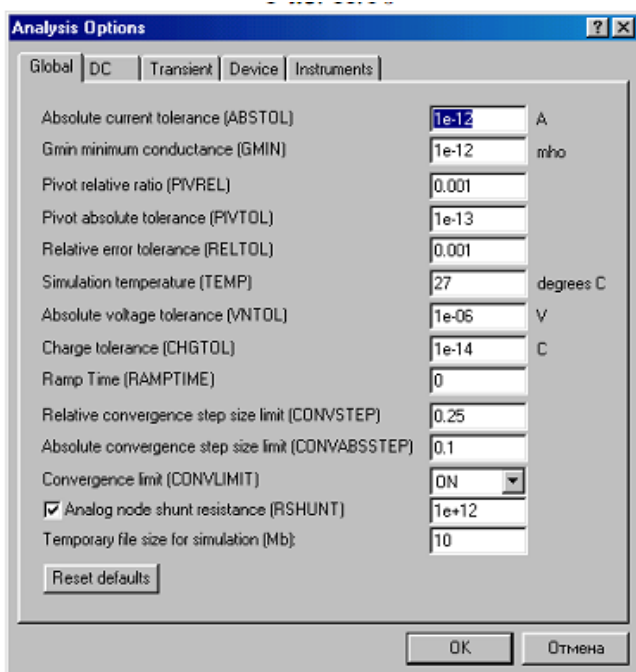 Analysis Options
Global DC Transient Device Instruments
Absolute current tolerance (ABSTOL) 1e-12 A
Gmin minimum conductance (GMIN) 1e-12 mho
Pivot relative ratio (PIVREL) 0.001
Pivot absolute tolerance (PIVTOL) 1e-13
Relative error tolerance (RELTOL) 0.001
Simulation temperature (TEMP) 27 degrees C
Absolute voltage tolerance (VNTOL) 1e-06 V
Charge tolerance (CHGTOL) 1e-14 C
Ramp Time (RAMPTIME) 0
Relative convergence step size limit (CONVSTEP) 0.25
Absolute convergence step size limit (CONVABSSTEP) 0.1
Convergence limit (CONVLIMIT) ON
Analog node shunt resistance (RSHUNT) 1e+12
Temporary file size for simulation (Mb): 10
Reset defaults
OK Отмена